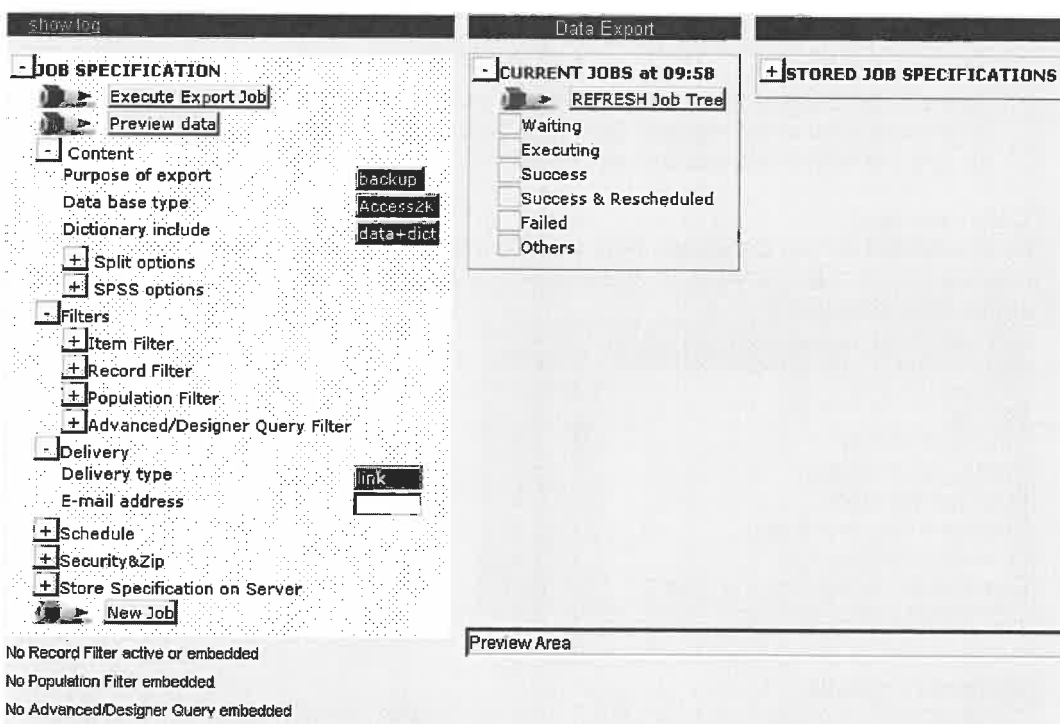 show log
- JOB SPECIFICATION
Execute Export Job
Preview data
- Content
Purpose of export backup
Data base type Access2k
Dictionary include data+dict
+ Split options
+ SPSS options
- Filters
+ Item Filter
+ Record Filter
+ Population Filter
+ Advanced/Designer Query Filter
- Delivery
Delivery type link
E-mail address
+ Schedule
+ Security&Zip
+ Store Specification on Server
New Job
No Record Filter active or embedded
No Population Filter embedded
No Advanced/Designer Query embedded
Data Export
- CURRENT JOBS at 09:58
REFRESH Job Tree
Waiting
Executing
Success
Success & Rescheduled
Failed
Others
+ STORED JOB SPECIFICATIONS
Preview Area